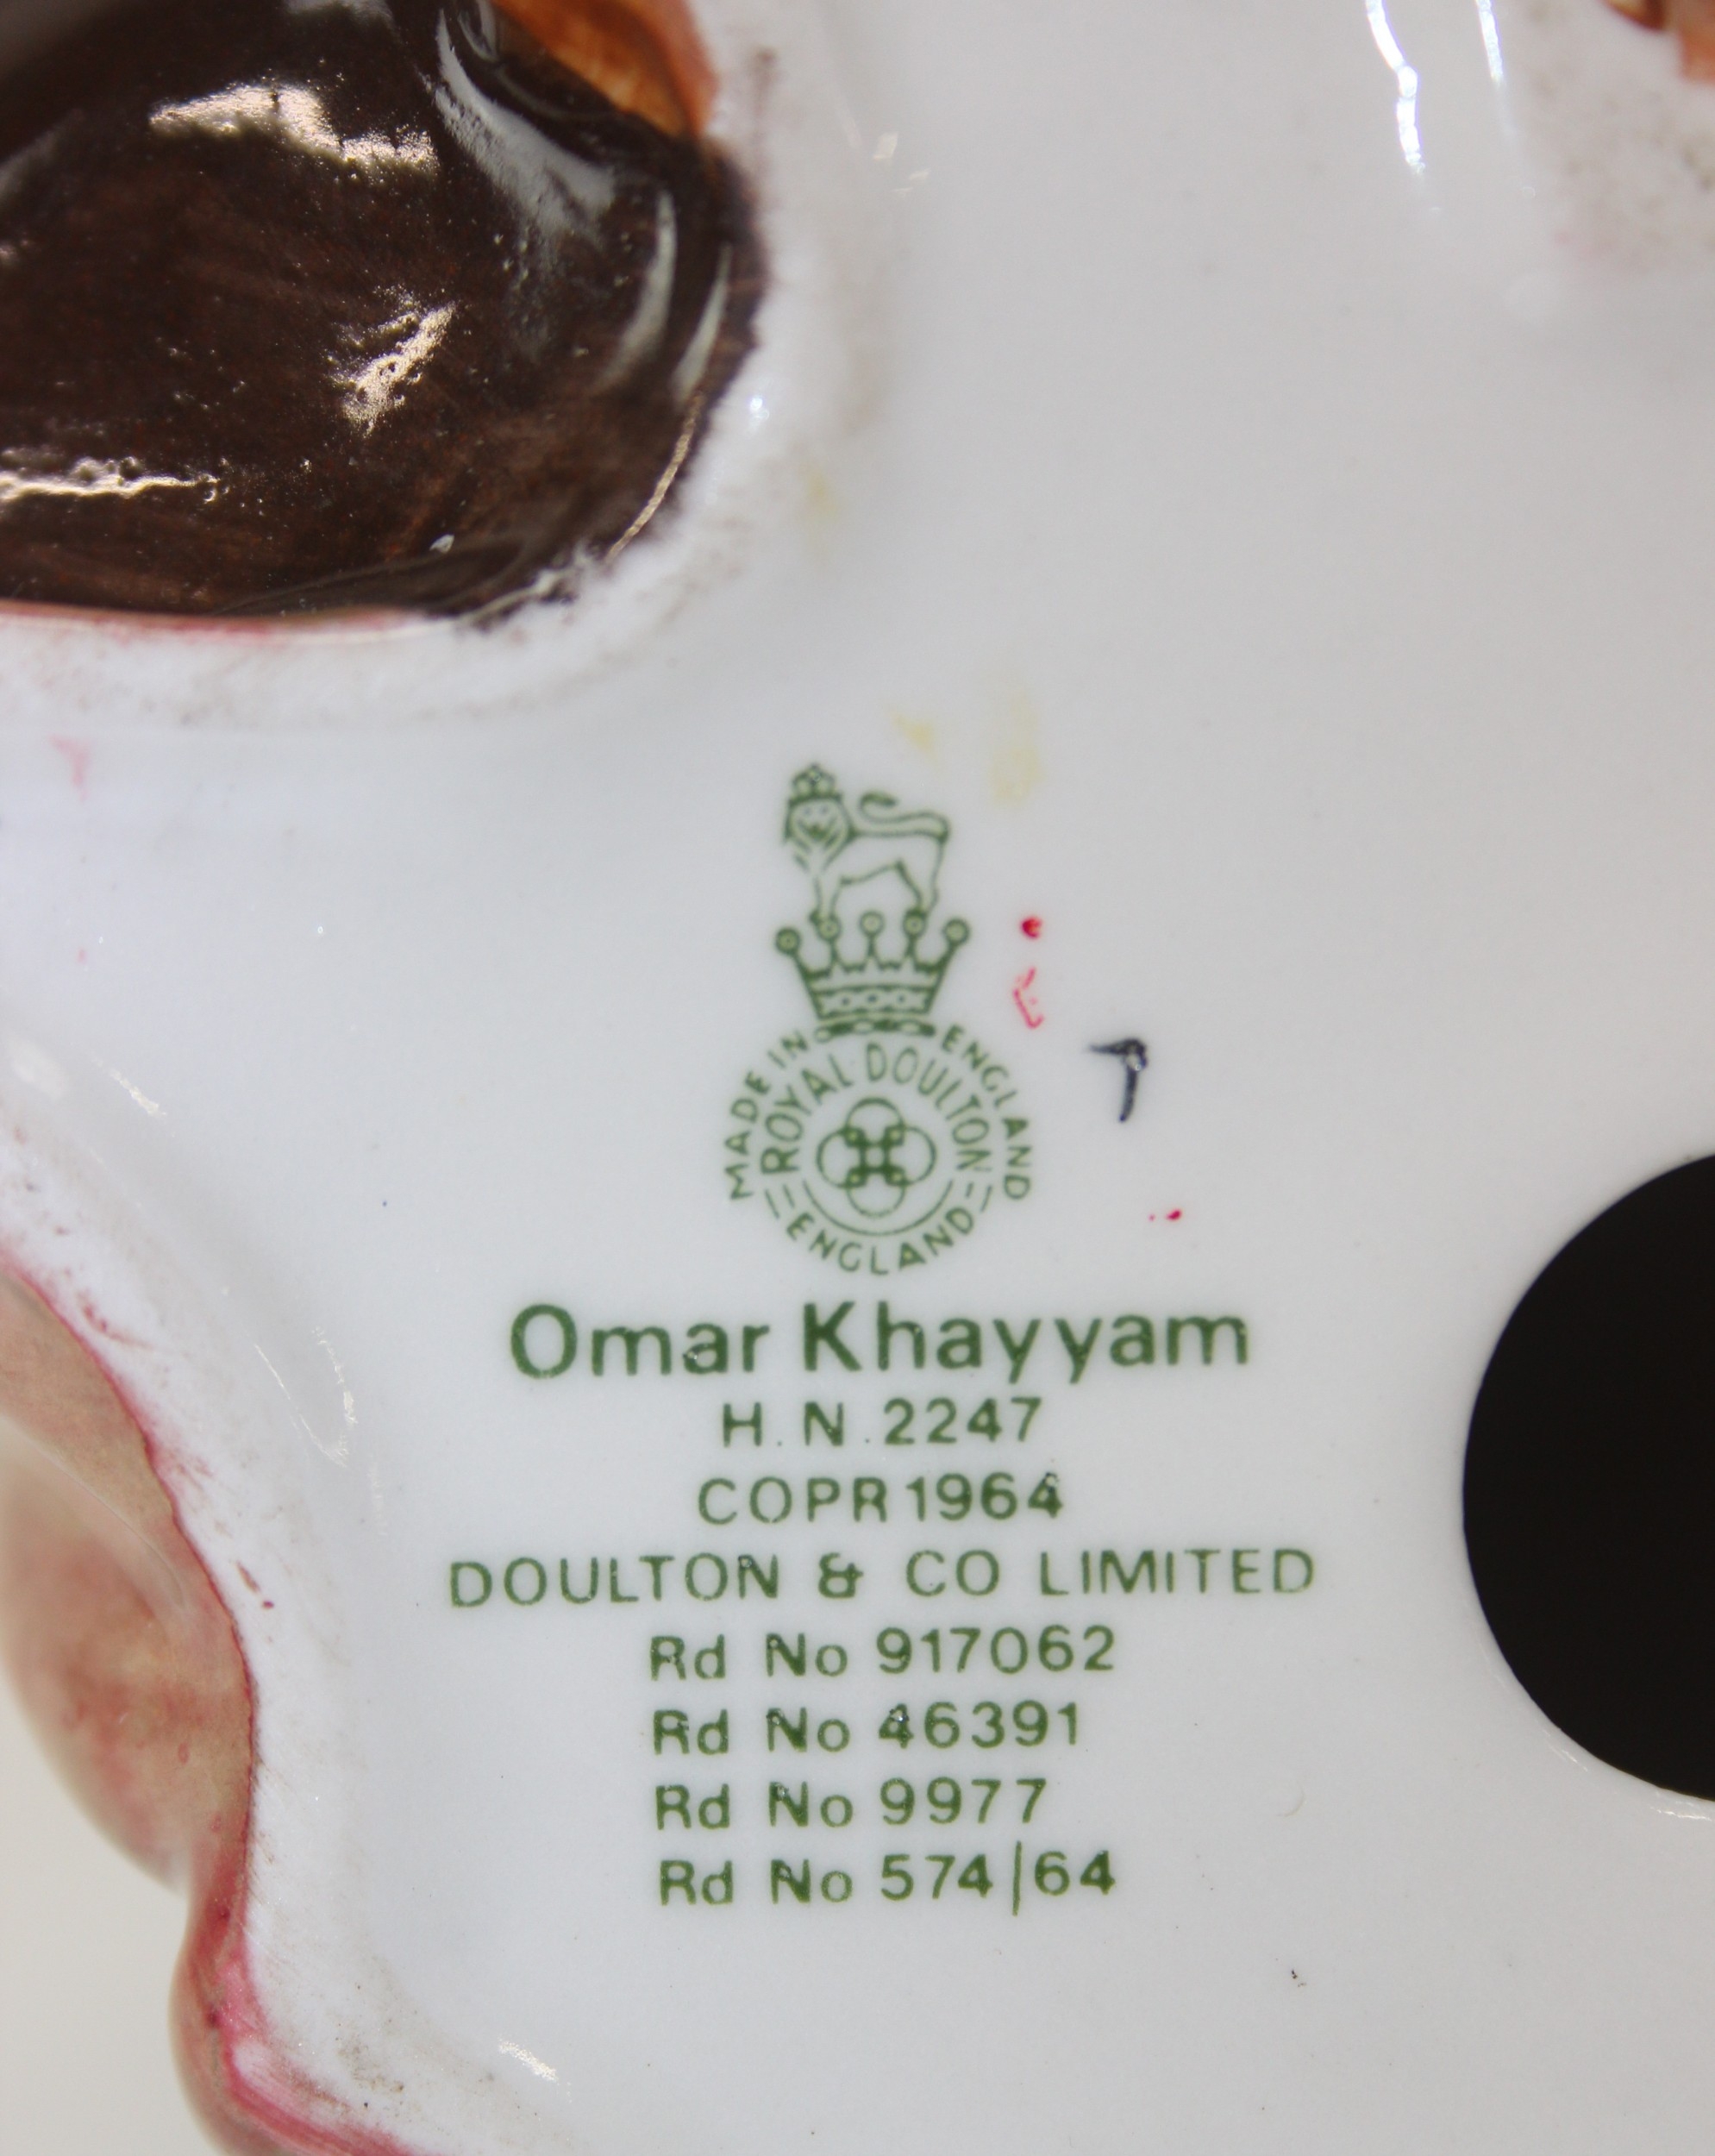 MADE IN ENGLAND
ROYAL DOULTON
ENGLAND
Omar Khayyam
H.N.2247
COPR 1964
DOULTON & CO LIMITED
Rd No 917062
Rd No 46391
Rd No 9977
Rd No 574/64